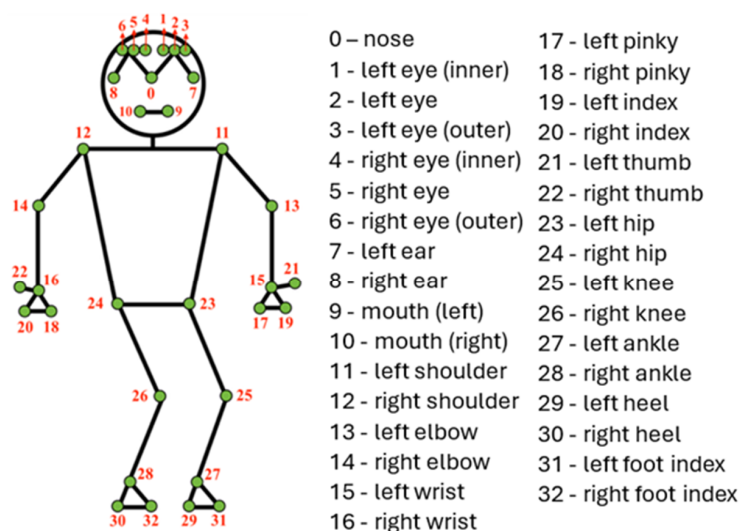 6 5 4 1 2 3
8 0 7
10 9
12 11
14 13
22 16 15 21
20 18 17 19
24 23
26 25
28 27
30 32 29 31
0 – nose
1 - left eye (inner)
2 - left eye
3 - left eye (outer)
4 - right eye (inner)
5 - right eye
6 - right eye (outer)
7 - left ear
8 - right ear
9 - mouth (left)
10 - mouth (right)
11 - left shoulder
12 - right shoulder
13 - left elbow
14 - right elbow
15 - left wrist
16 - right wrist
17 - left pinky
18 - right pinky
19 - left index
20 - right index
21 - left thumb
22 - right thumb
23 - left hip
24 - right hip
25 - left knee
26 - right knee
27 - left ankle
28 - right ankle
29 - left heel
30 - right heel
31 - left foot index
32 - right foot index